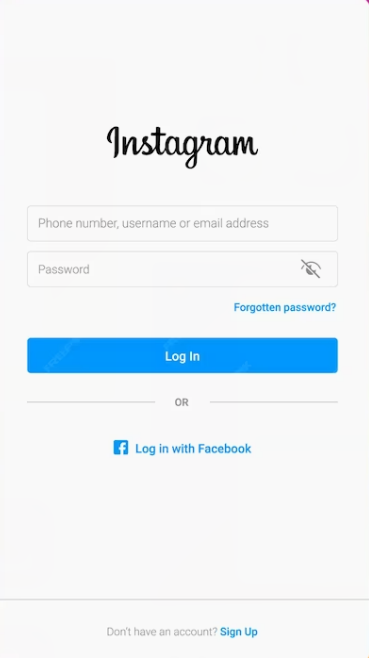 Instagram
Phone number, username or email address
Password
Forgotten password?
Log In
OR
Log in with Facebook
Don't have an account? Sign Up